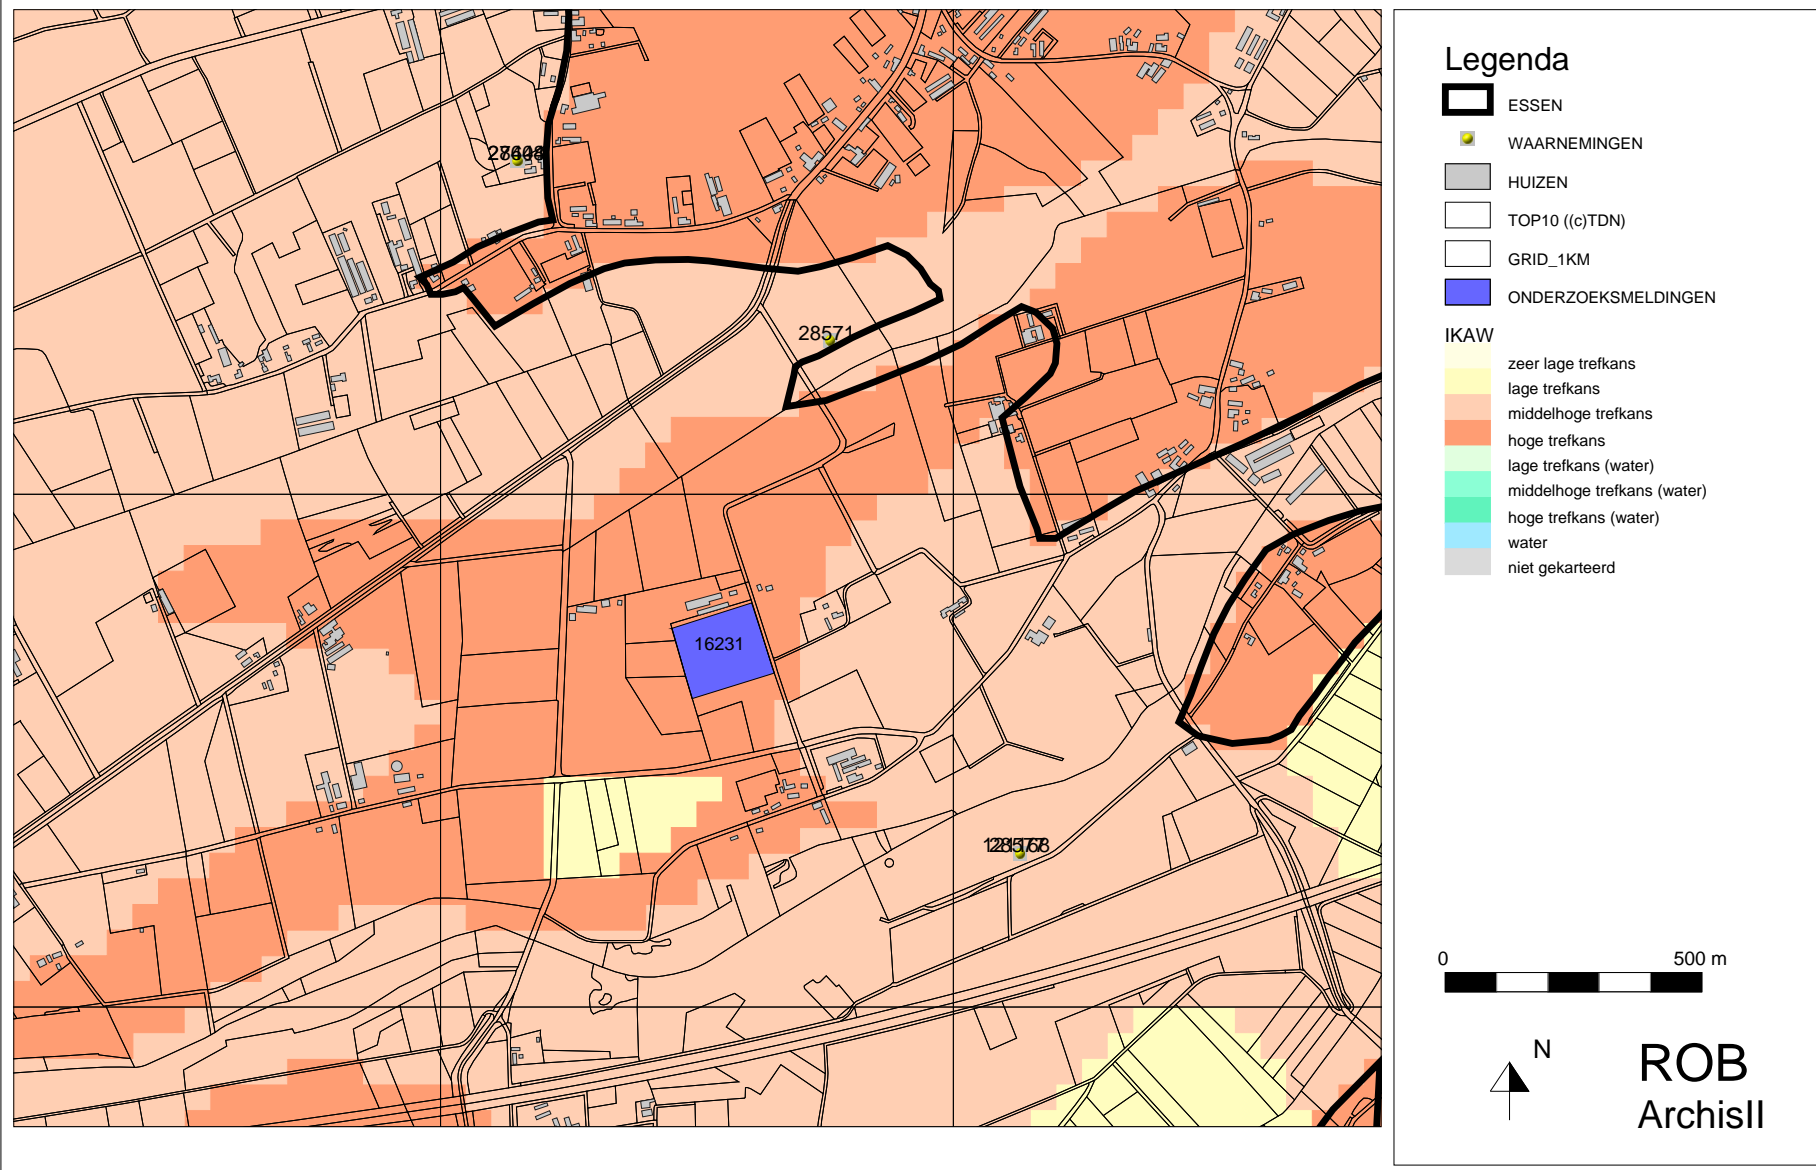 Legenda
ESSEN
WAARNEMINGEN
HUIZEN
TOP10 ((c)TDN)
GRID_1KM
ONDERZOEKSMELDINGEN
IKAW
zeer lage trefkans
lage trefkans
middelhoge trefkans
hoge trefkans
lage trefkans (water)
middelhoge trefkans (water)
hoge trefkans (water)
water
niet gekarteerd
28571
16231
0 500 m
N
ROB
ArchisII